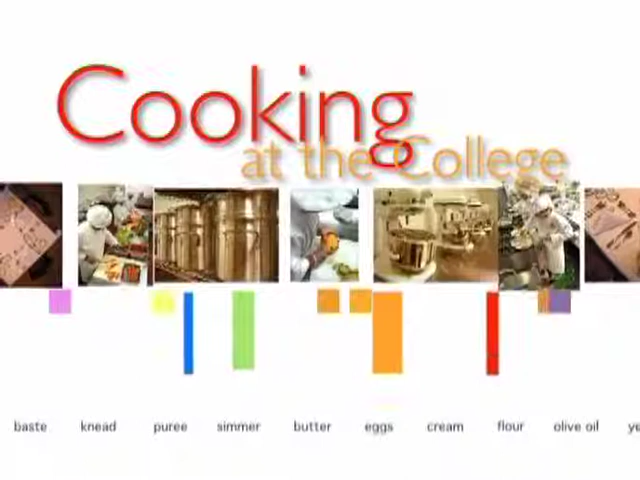 Cooking
at the College
baste knead puree simmer butter eggs cream flour olive oil